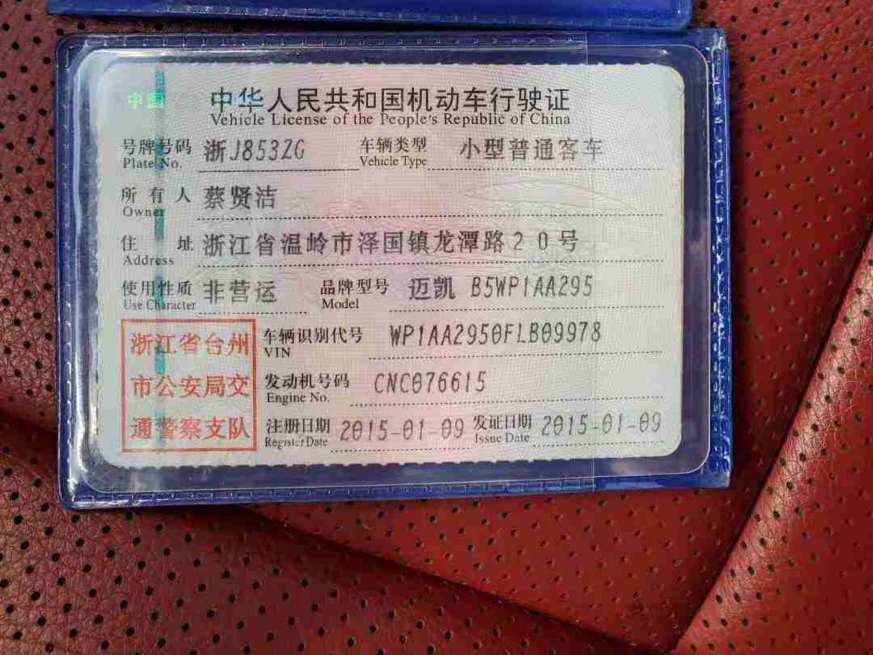 中国
中华人民共和国机动车行驶证
Vehicle License of the People's Republic of China
号牌号码 浙J853ZG 车辆类型 小型普通客车
Plate No. Vehicle Type
所有人 蔡贤洁
Owner
住址 浙江省温岭市泽国镇龙潭路20号
Address
使用性质 非营运 品牌型号 迈凯 B5WP1AA295
Use Character Model
浙江省台州
市公安局交
通警察支队
车辆识别代号 WP1AA2950FLB09978
VIN
发动机号码 CNC076615
Engine No.
注册日期 2015-01-09 发证日期 2015-01-09
Register Date Issue Date